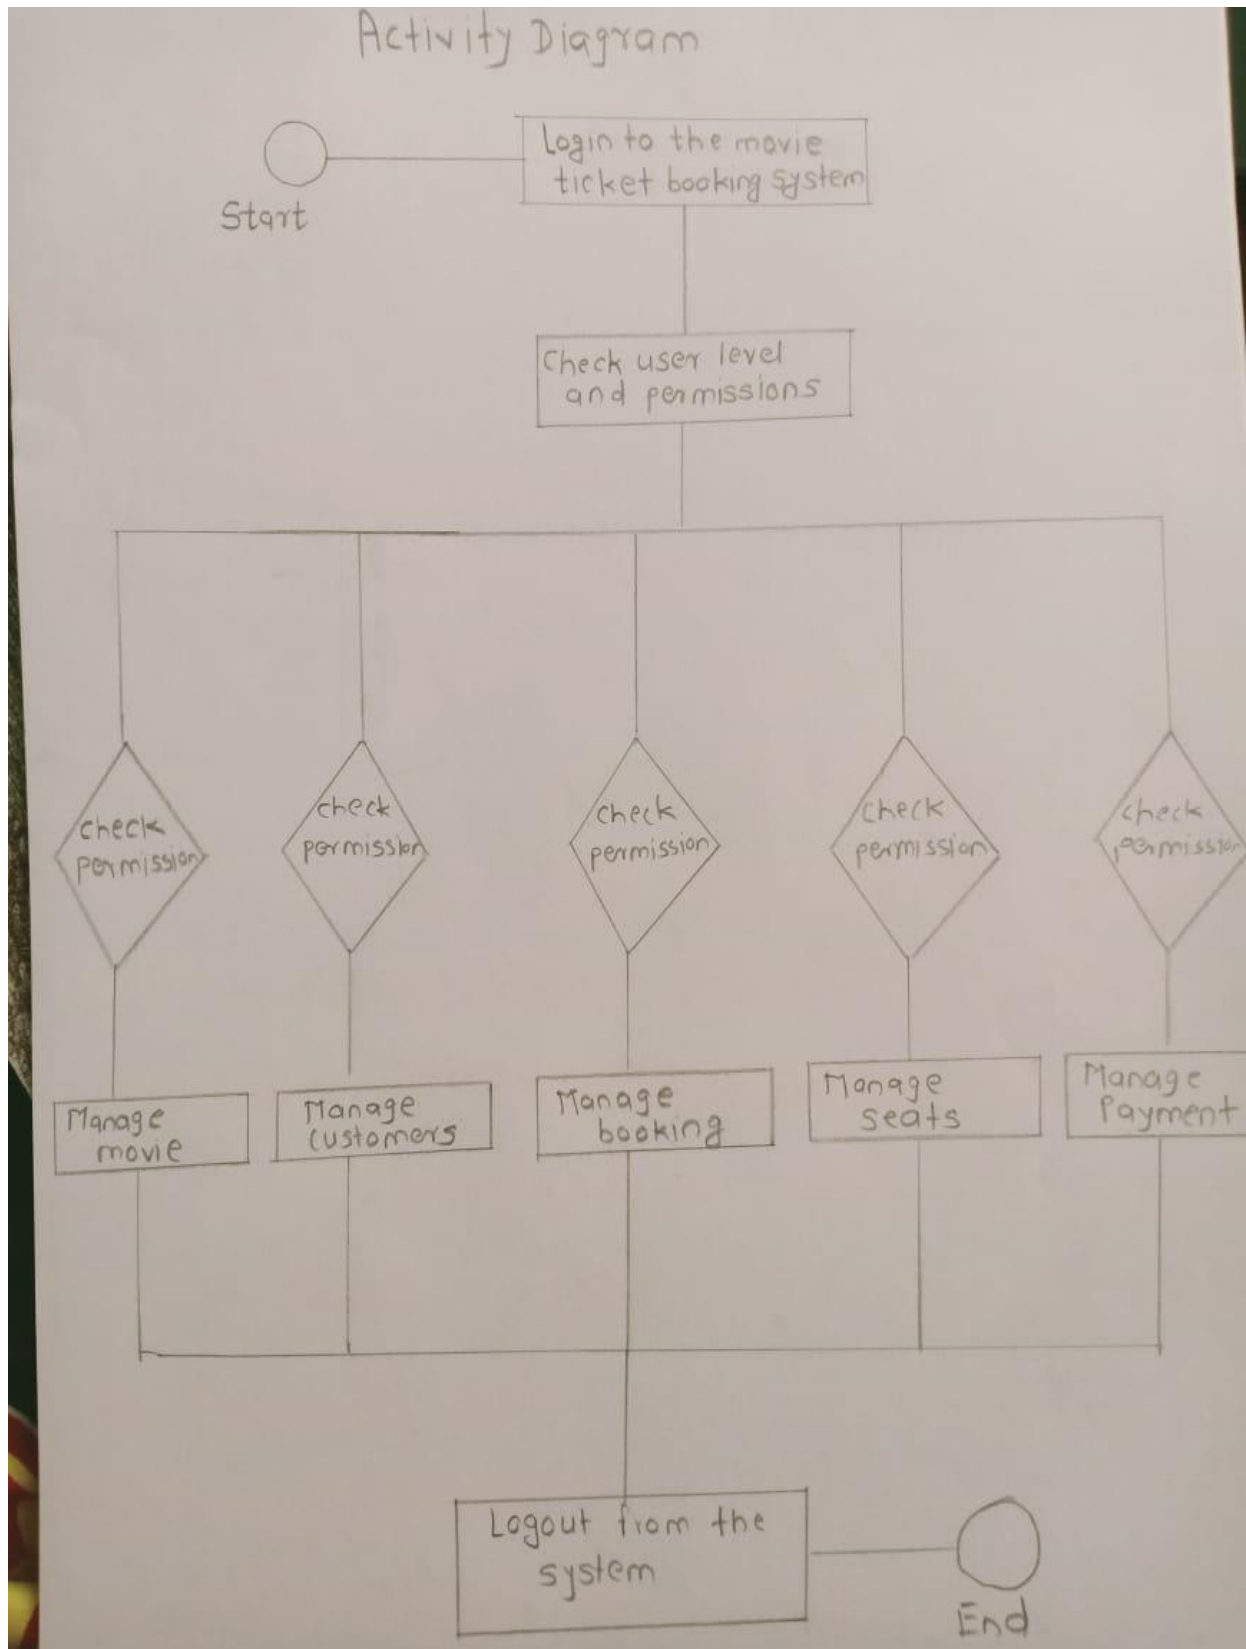 Activity Diagram
Login to the movie
ticket booking system
Start
Check user level
and permissions
check
permission
check
permission
check
permission
check
permission
check
permission
Manage
movie
Manage
customers
Manage
booking
Manage
seats
Manage
Payment
Logout from the
system
End